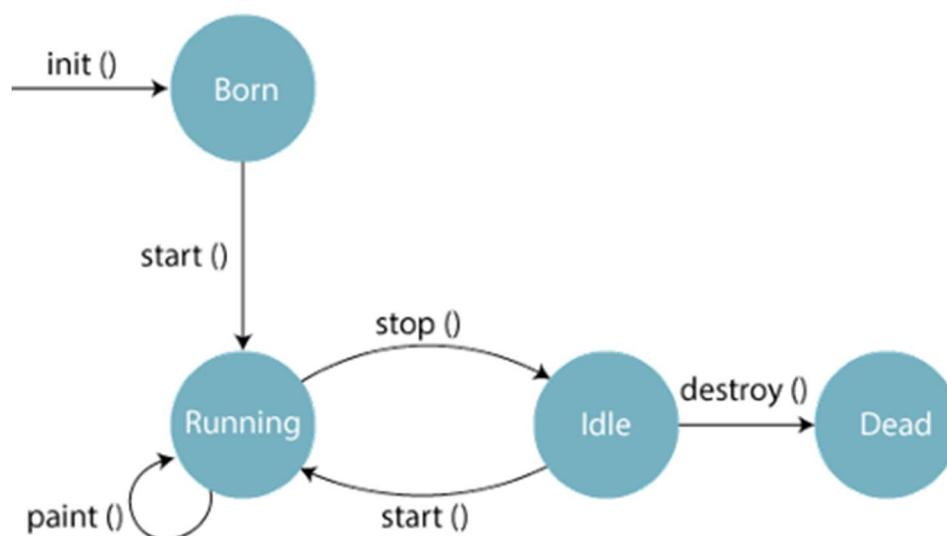 init ()
Born
start ()
stop ()
Running
Idle
destroy ()
Dead
paint ()
start ()